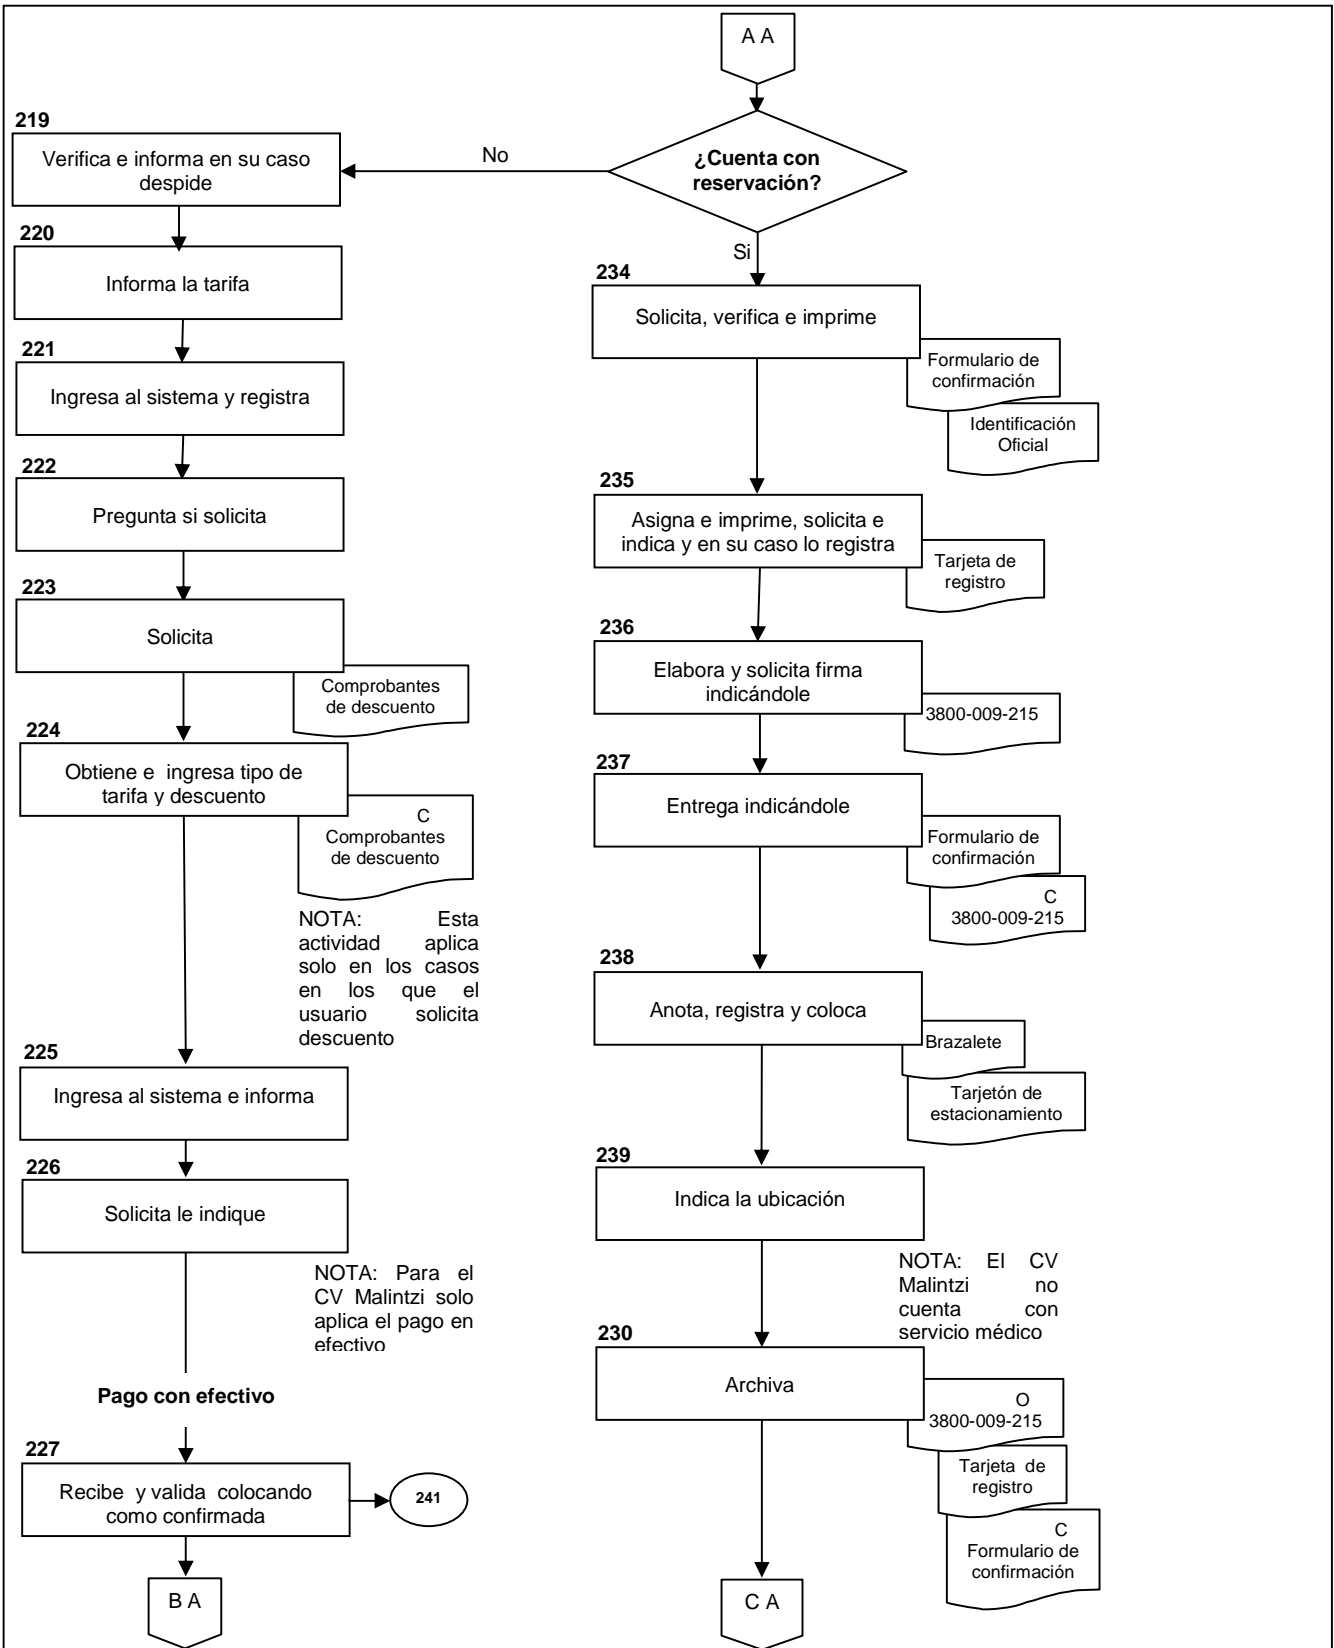 A A
¿Cuenta con
reservación?
No
Si
219
Verifica e informa en su caso
despide
220
Informa la tarifa
221
Ingresa al sistema y registra
222
Pregunta si solicita
223
Solicita
Comprobantes
de descuento
224
Obtiene e ingresa tipo de
tarifa y descuento
C
Comprobantes
de descuento
NOTA: Esta
actividad aplica
solo en los casos
en los que el
usuario solicita
descuento
225
Ingresa al sistema e informa
226
Solicita le indique
NOTA: Para el
CV Malintzi solo
aplica el pago en
efectivo
Pago con efectivo
227
Recibe y valida colocando
como confirmada
241
B A
234
Solicita, verifica e imprime
Formulario de
confirmación
Identificación
Oficial
235
Asigna e imprime, solicita e
indica y en su caso lo registra
Tarjeta de
registro
236
Elabora y solicita firma
indicándole
3800-009-215
237
Entrega indicándole
Formulario de
confirmación
C
3800-009-215
238
Anota, registra y coloca
Brazalete
Tarjetón de
estacionamiento
239
Indica la ubicación
NOTA: El CV
Malintzi no
cuenta con
servicio médico
230
Archiva
O
3800-009-215
Tarjeta de
registro
C
Formulario de
confirmación
C A